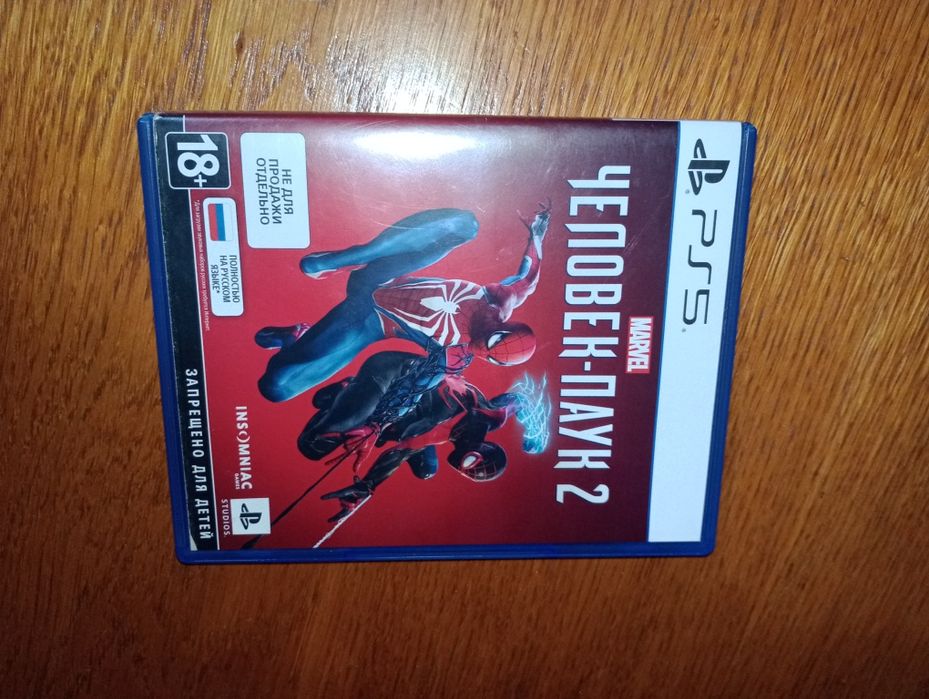 PS5
MARVEL
ЧЕЛОВЕК-ПАУК 2
НЕ ДЛЯ
ПРОДАЖИ
ОТДЕЛЬНО
18+
ПОЛНОСТЬЮ
НА РУССКОМ
ЯЗЫКЕ*
INSOMNIAC
GAMES
STUDIOS.
ЗАПРЕЩЕНО ДЛЯ ДЕТЕЙ